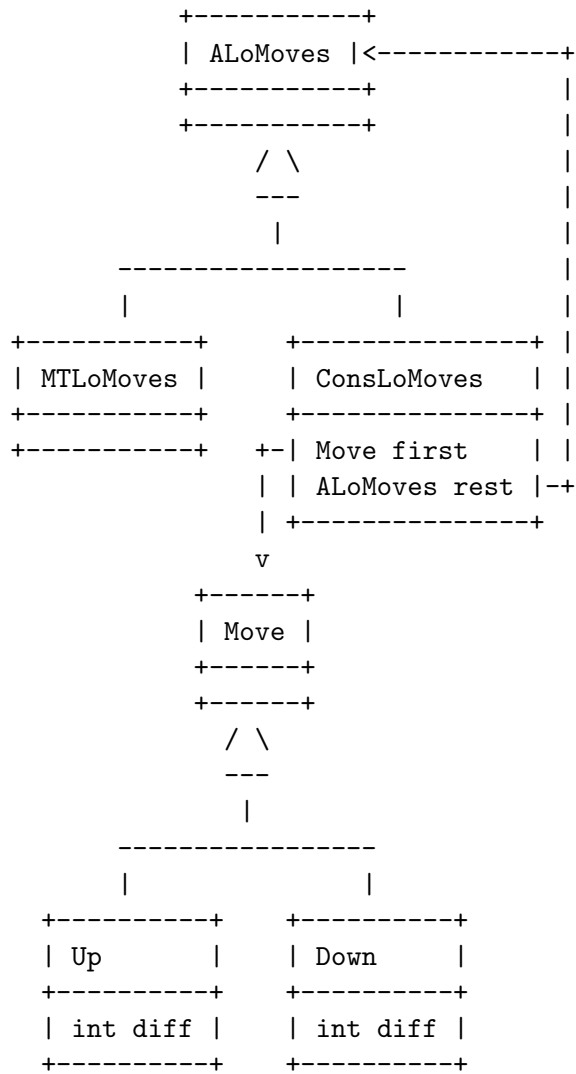 ALoMoves
MTLoMoves
ConsLoMoves
Move first
ALoMoves rest
v
Move
Up
Down
int diff
int diff